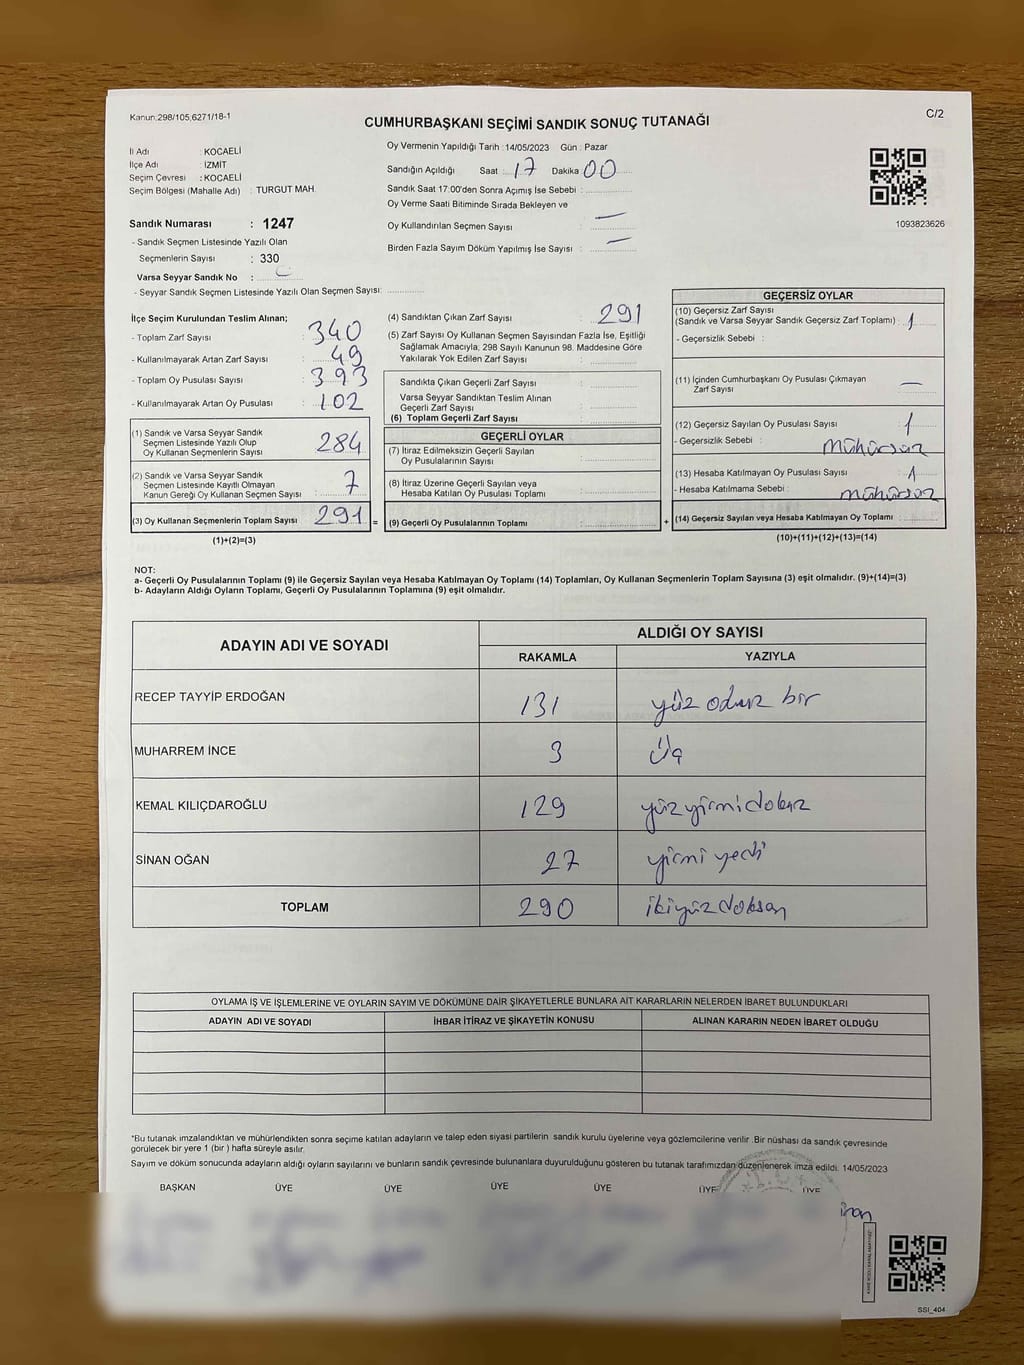 Kanun.298/105,6271/18-1
C/2
CUMHURBAŞKANI SEÇİMİ SANDIK SONUÇ TUTANAĞI
İl Adı : KOCAELİ
İlçe Adı : İZMİT
Seçim Çevresi : KOCAELİ
Seçim Bölgesi (Mahalle Adı) : TURGUT MAH.
Sandık Numarası : 1247
- Sandık Seçmen Listesinde Yazılı Olan
Seçmenlerin Sayısı : 330
Varsa Seyyar Sandık No :
- Seyyar Sandık Seçmen Listesinde Yazılı Olan Seçmen Sayısı:
Oy Vermenin Yapıldığı Tarih : 14/05/2023 Gün : Pazar
Sandığın Açıldığı Saat : 17 Dakika : 00
Sandık Saat 17:00'den Sonra Açımış İse Sebebi :
Oy Verme Saati Bitiminde Sırada Bekleyen ve
Oy Kullandırılan Seçmen Sayısı : —
Birden Fazla Sayım Döküm Yapılmış İse Sayısı : —
1093823626
İlçe Seçim Kurulundan Teslim Alınan;
- Toplam Zarf Sayısı : 340
- Kullanılmayarak Artan Zarf Sayısı : 49
- Toplam Oy Pusulası Sayısı : 393
- Kullanılmayarak Artan Oy Pusulası : 102
(1) Sandık ve Varsa Seyyar Sandık
Seçmen Listesinde Yazılı Olup
Oy Kullanan Seçmenlerin Sayısı : 284
(2) Sandık ve Varsa Seyyar Sandık
Seçmen Listesinde Kayıtlı Olmayan
Kanun Gereği Oy Kullanan Seçmen Sayısı : 7
(3) Oy Kullanan Seçmenlerin Toplam Sayısı : 291 =
(1)+(2)=(3)
(4) Sandıktan Çıkan Zarf Sayısı : 291
(5) Zarf Sayısı Oy Kullanan Seçmen Sayısından Fazla İse, Eşitliği
Sağlamak Amacıyla; 298 Sayılı Kanunun 98. Maddesine Göre
Yakılarak Yok Edilen Zarf Sayısı :
Sandıkta Çıkan Geçerli Zarf Sayısı :
Varsa Seyyar Sandıktan Teslim Alınan
Geçerli Zarf Sayısı :
(6) Toplam Geçerli Zarf Sayısı :
GEÇERLİ OYLAR
(7) İtiraz Edilmeksizin Geçerli Sayılan
Oy Pusulalarının Sayısı :
(8) İtiraz Üzerine Geçerli Sayılan veya
Hesaba Katılan Oy Pusulası Toplamı :
(9) Geçerli Oy Pusulalarının Toplamı : +
GEÇERSİZ OYLAR
(10) Geçersiz Zarf Sayısı
(Sandık ve Varsa Seyyar Sandık Geçersiz Zarf Toplamı) : 1
- Geçersizlik Sebebi :
(11) İçinden Cumhurbaşkanı Oy Pusulası Çıkmayan
Zarf Sayısı : —
(12) Geçersiz Sayılan Oy Pusulası Sayısı : 1
- Geçersizlik Sebebi : mühürsüz
(13) Hesaba Katılmayan Oy Pusulası Sayısı : 1
- Hesaba Katılmama Sebebi : mühürsüz
(14) Geçersiz Sayılan veya Hesaba Katılmayan Oy Toplamı :
(10)+(11)+(12)+(13)=(14)
NOT:
a- Geçerli Oy Pusulalarının Toplamı (9) ile Geçersiz Sayılan veya Hesaba Katılmayan Oy Toplamı (14) Toplamları, Oy Kullanan Seçmenlerin Toplam Sayısına (3) eşit olmalıdır. (9)+(14)=(3)
b- Adayların Aldığı Oyların Toplamı, Geçerli Oy Pusulalarının Toplamına (9) eşit olmalıdır.
ADAYIN ADI VE SOYADI
ALDIĞI OY SAYISI
RAKAMLA YAZIYLA
RECEP TAYYİP ERDOĞAN 131 yüz otuz bir
MUHARREM İNCE 3 Üç
KEMAL KILIÇDAROĞLU 129 yüzyirmidokuz
SİNAN OĞAN 27 yirmi yedi
TOPLAM 290 ikiyüzdoksan
OYLAMA İŞ VE İŞLEMLERİNE VE OYLARIN SAYIM VE DÖKÜMÜNE DAİR ŞİKAYETLERLE BUNLARA AİT KARARLARIN NELERDEN İBARET BULUNDUKLARI
ADAYIN ADI VE SOYADI İHBAR İTİRAZ VE ŞİKAYETİN KONUSU ALINAN KARARIN NEDEN İBARET OLDUĞU
*Bu tutanak imzalandıktan ve mühürlendikten sonra seçime katılan adayların ve talep eden siyasi partilerin sandık kurulu üyelerine veya gözlemcilerine verilir .Bir nüshası da sandık çevresinde
görülecek bir yere 1 (bir ) hafta süreyle asılır.
Sayım ve döküm sonucunda adayların aldığı oyların sayılarını ve bunların sandık çevresinde bulunanlara duyurulduğunu gösteren bu tutanak tarafımızdan düzenlenerek imza edildi. 14/05/2023
BAŞKAN ÜYE ÜYE ÜYE ÜYE ÜYE ÜYE
SSI_404